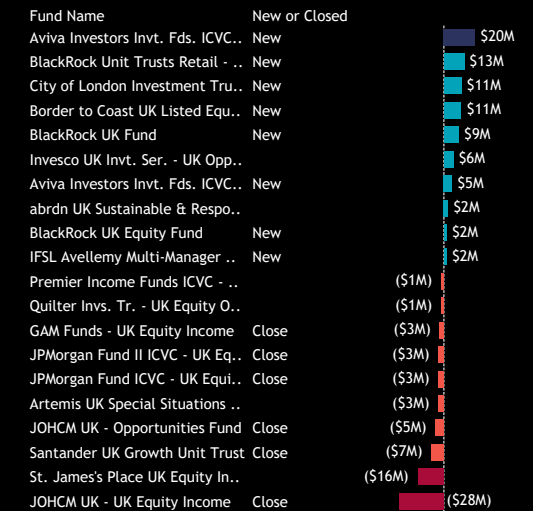 Fund Name New or Closed
Aviva Investors Invt. Fds. ICVC.. New $20M
BlackRock Unit Trusts Retail - .. New $13M
City of London Investment Tru.. New $11M
Border to Coast UK Listed Equ.. New $11M
BlackRock UK Fund New $9M
Invesco UK Invt. Ser. - UK Opp.. $6M
Aviva Investors Invt. Fds. ICVC.. New $5M
abrdn UK Sustainable & Respo.. $2M
BlackRock UK Equity Fund New $2M
IFSL Avellemy Multi-Manager .. New $2M
Premier Income Funds ICVC - .. ($1M)
Quilter Invs. Tr. - UK Equity O.. ($1M)
GAM Funds - UK Equity Income Close ($3M)
JPMorgan Fund II ICVC - UK Eq.. Close ($3M)
JPMorgan Fund ICVC - UK Equi.. Close ($3M)
Artemis UK Special Situations .. ($3M)
JOHCM UK - Opportunities Fund Close ($5M)
Santander UK Growth Unit Trust Close ($7M)
St. James's Place UK Equity In.. ($16M)
JOHCM UK - UK Equity Income Close ($28M)